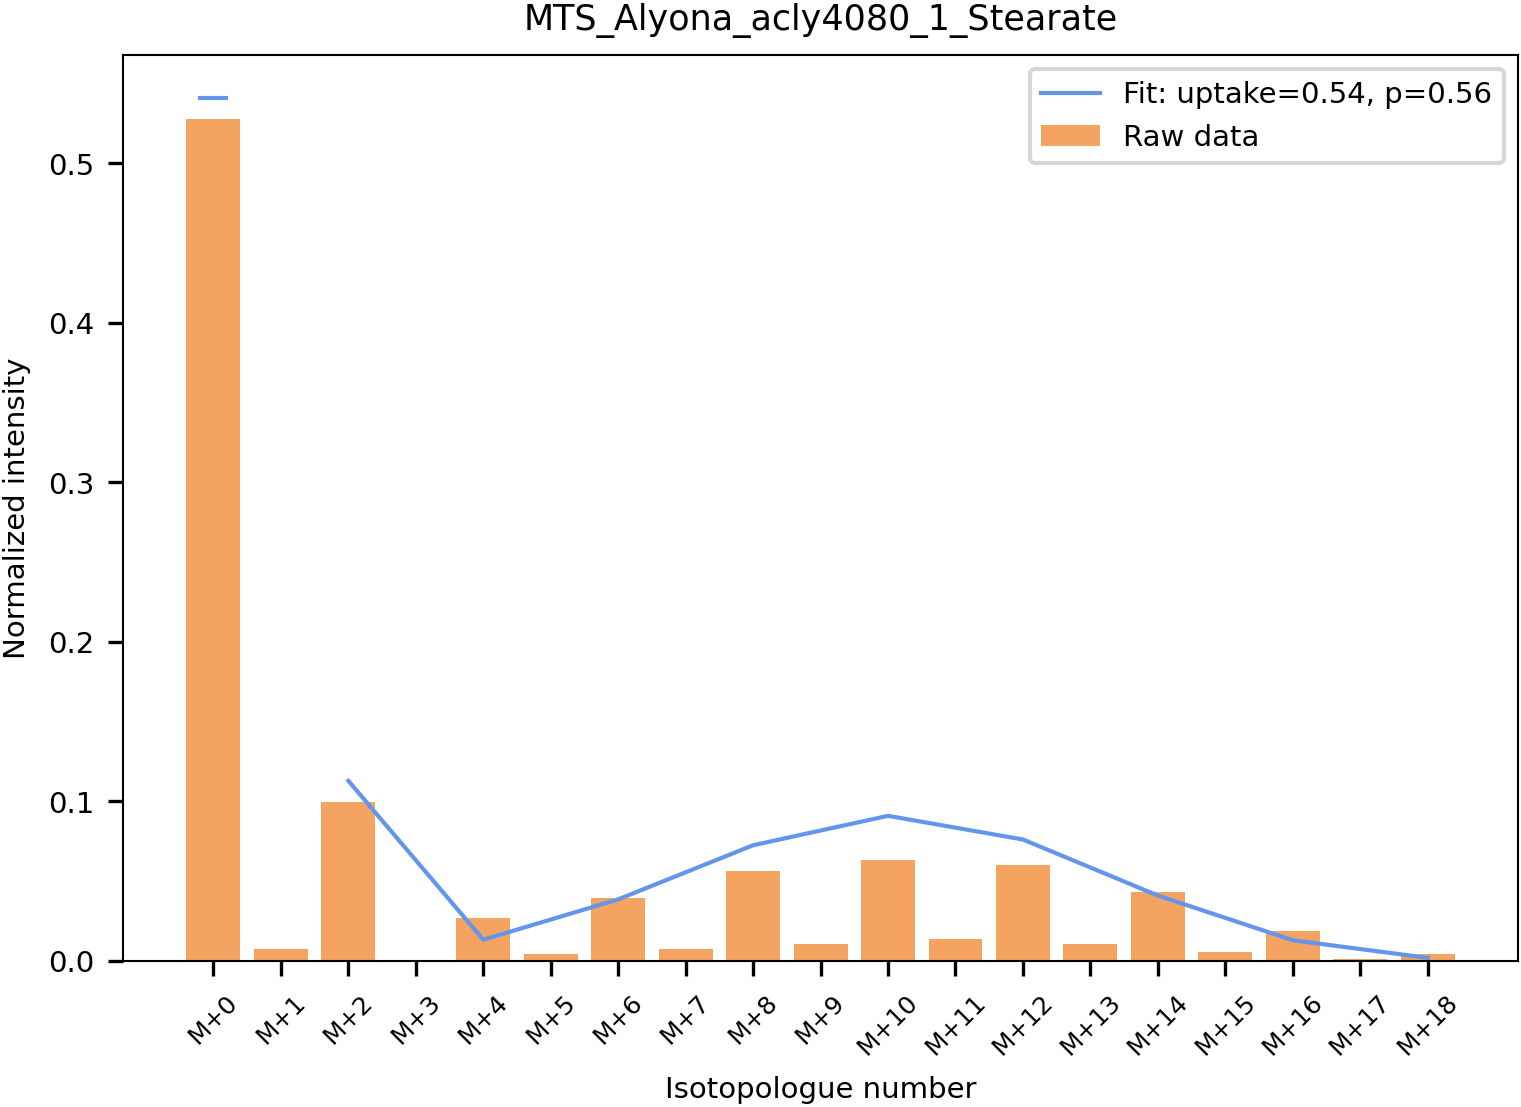 MTS_Alyona_acly4080_1_Stearate
Fit: uptake=0.54, p=0.56
Raw data
Normalized intensity
0.5
0.4
0.3
0.2
0.1
0.0
M+0 M+1 M+2 M+3 M+4 M+5 M+6 M+7 M+8 M+9 M+10 M+11 M+12 M+13 M+14 M+15 M+16 M+17 M+18
Isotopologue number